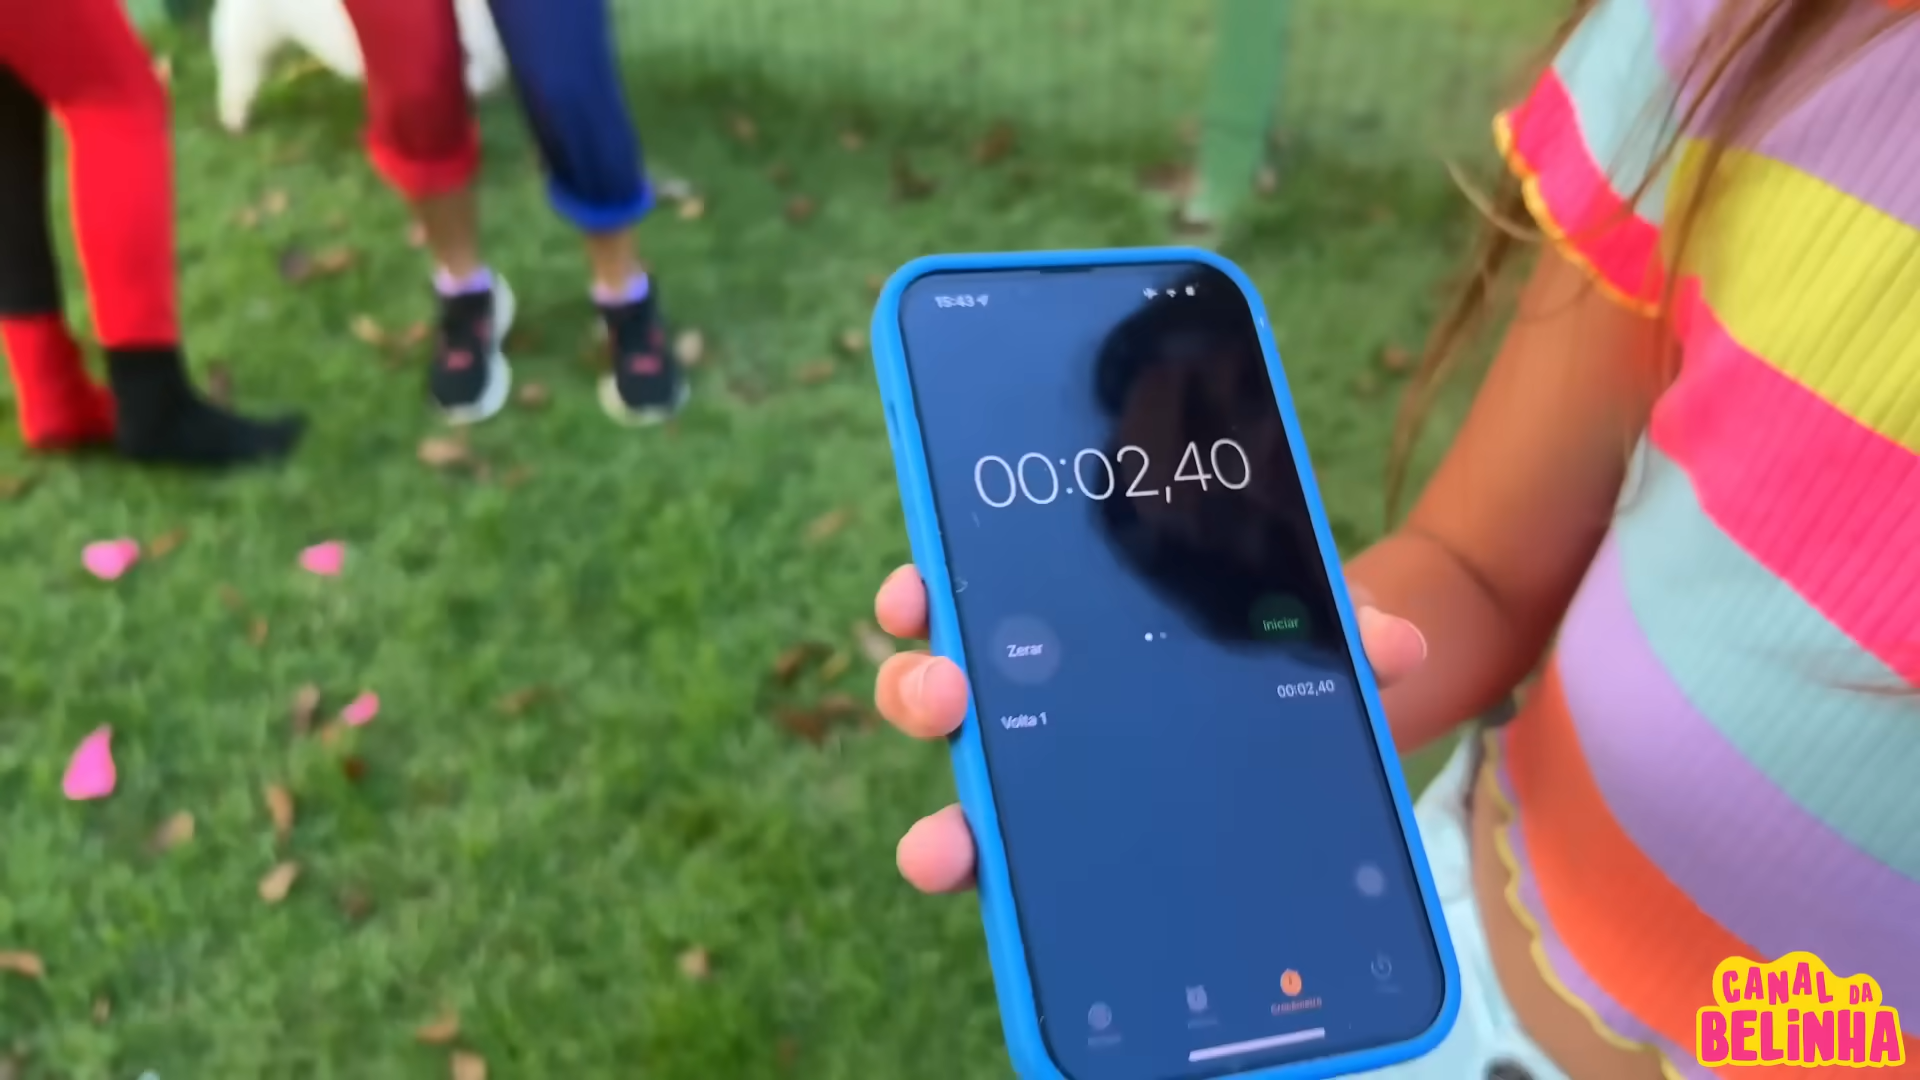 15:43
00:02,40
Zerar
Iniciar
Volta 1
00:02,40
CANAL DA
BELiNHA